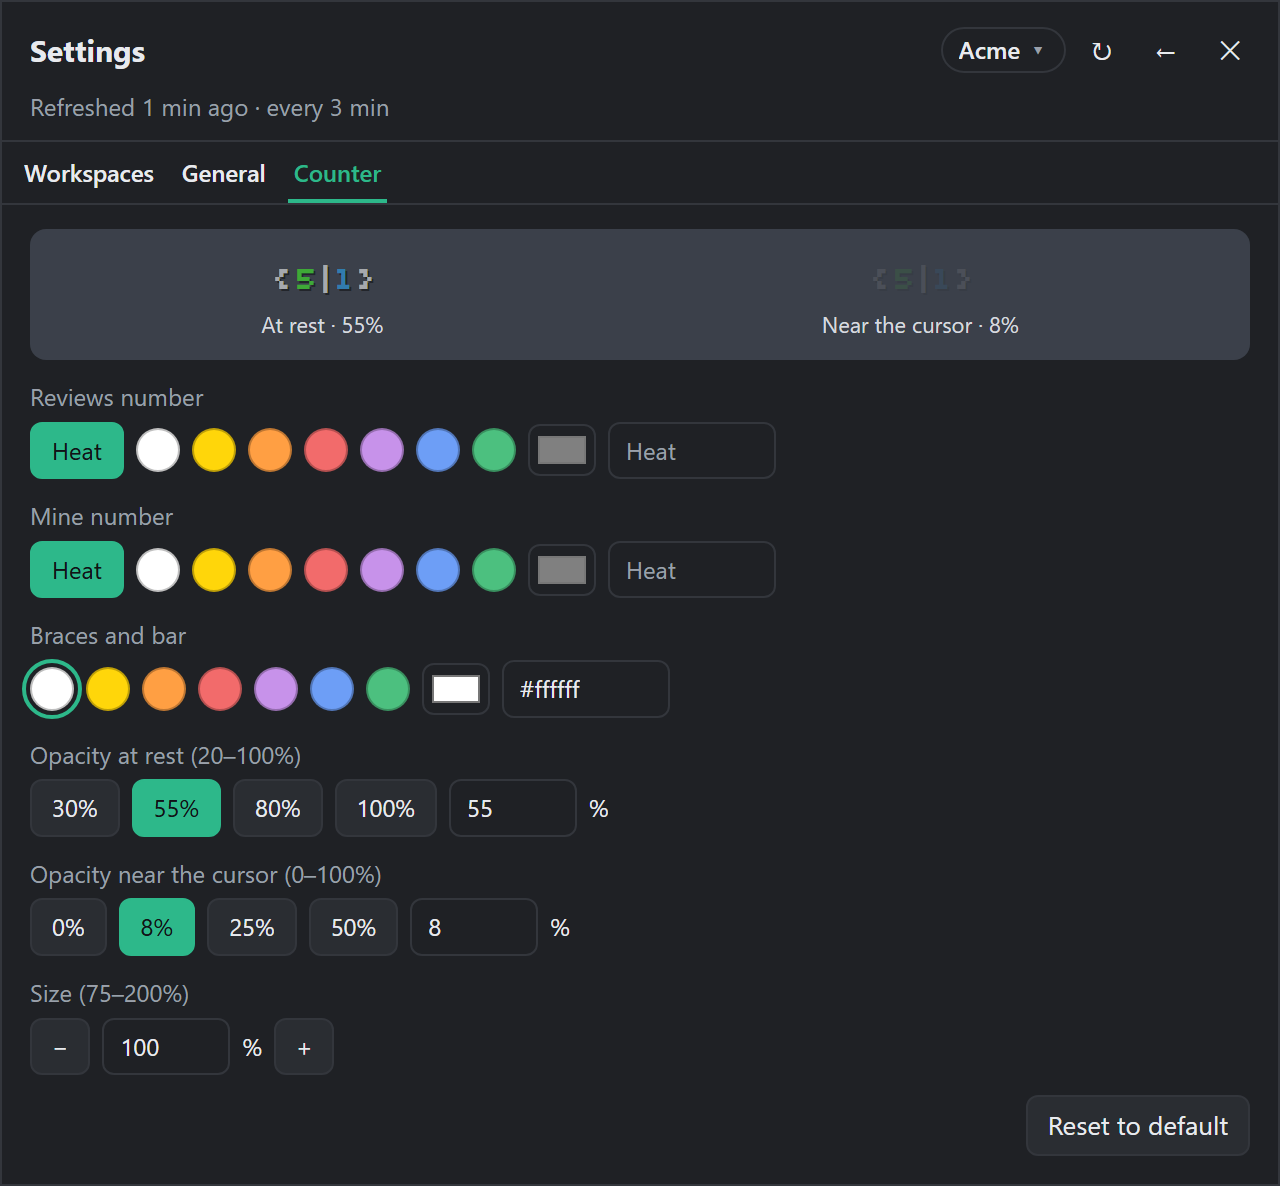 Settings
Acme ▼ ↻ ← ✕
Refreshed 1 min ago · every 3 min
Workspaces General Counter
{5|1} {5|1}
At rest · 55% Near the cursor · 8%
Reviews number
Heat Heat
Mine number
Heat Heat
Braces and bar
#ffffff
Opacity at rest (20–100%)
30% 55% 80% 100% 55 %
Opacity near the cursor (0–100%)
0% 8% 25% 50% 8 %
Size (75–200%)
− 100 % +
Reset to default